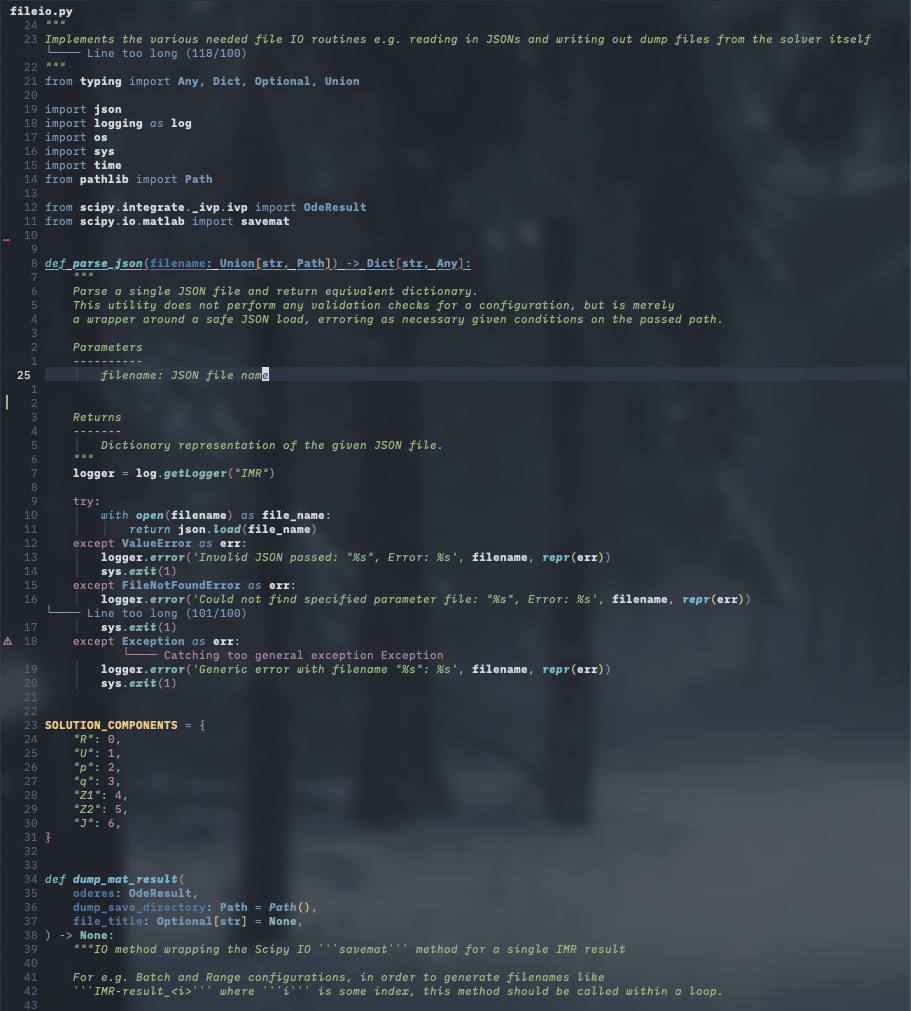 fileio.py
24 """
23 Implements the various needed file IO routines e.g. reading in JSONs and writing out dump files from the solver itself
Line too long (118/100)
22 """
21 from typing import Any, Dict, Optional, Union
20
19 import json
18 import logging as log
17 import os
16 import sys
15 import time
14 from pathlib import Path
13
12 from scipy.integrate._ivp.ivp import OdeResult
11 from scipy.io.matlab import savemat
10
9
8 def parse_json(filename: Union[str, Path]) -> Dict[str, Any]:
7 """
6 Parse a single JSON file and return equivalent dictionary.
5 This utility does not perform any validation checks for a configuration, but is merely
4 a wrapper around a safe JSON load, erroring as necessary given conditions on the passed path.
3
2 Parameters
1 ----------
25 filename: JSON file name
1
2
3 Returns
4 -------
5 Dictionary representation of the given JSON file.
6 """
7 logger = log.getLogger("IMR")
8
9 try:
10 with open(filename) as file_name:
11 return json.load(file_name)
12 except ValueError as err:
13 logger.error('Invalid JSON passed: "%s", Error: %s', filename, repr(err))
14 sys.exit(1)
15 except FileNotFoundError as err:
16 logger.error('Could not find specified parameter file: "%s", Error: %s', filename, repr(err))
Line too long (101/100)
17 sys.exit(1)
18 except Exception as err:
Catching too general exception Exception
19 logger.error('Generic error with filename "%s": %s', filename, repr(err))
20 sys.exit(1)
21
22
23 SOLUTION_COMPONENTS = {
24 "R": 0,
25 "U": 1,
26 "p": 2,
27 "q": 3,
28 "Z1": 4,
29 "Z2": 5,
30 "J": 6,
31 }
32
33
34 def dump_mat_result(
35 oderes: OdeResult,
36 dump_save_directory: Path = Path(),
37 file_title: Optional[str] = None,
38 ) -> None:
39 """IO method wrapping the Scipy IO ```savemat``` method for a single IMR result
40
41 For e.g. Batch and Range configurations, in order to generate filenames like
42 ```IMR-result_<i>``` where ```i``` is some index, this method should be called within a loop.
43